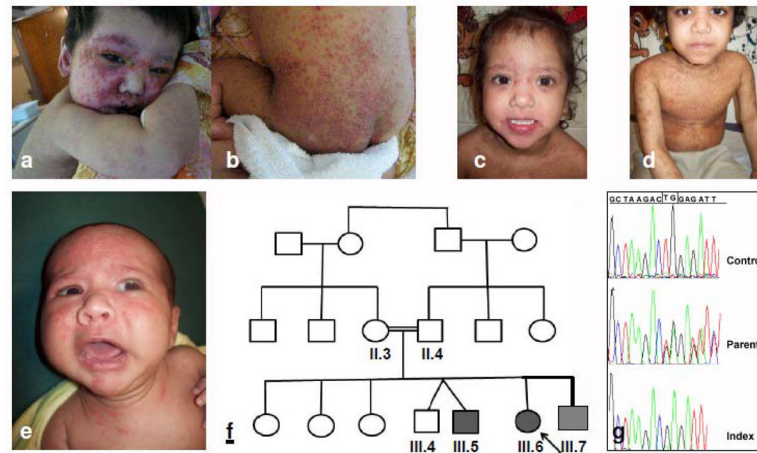 a
b
c
d
e
f
II.3
II.4
III.4
III.5
III.6
III.7
g
GCTAAGACTGGAGATT
Contro
Parent
Index